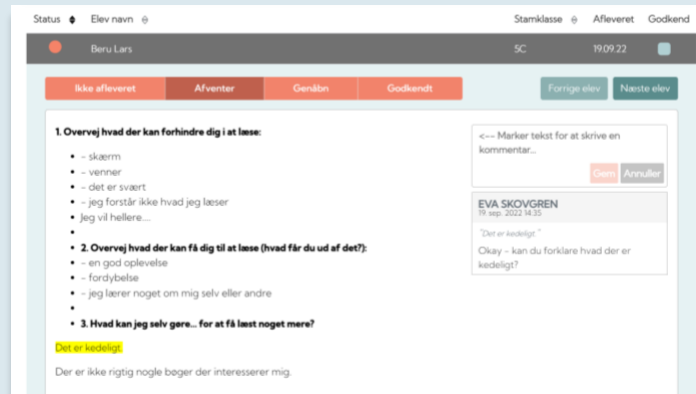 Status Elev navn Stamklasse Afleveret Godkend
Beru Lars 5C 19.09.22
Ikke afleveret Afventer Genåbn Godkendt Forrige elev Næste elev
1. Overvej hvad der kan forhindre dig i at læse:
- skærm
- venner
- det er svært
- jeg forstår ikke hvad jeg læser
Jeg vil hellere....
2. Overvej hvad der kan få dig til at læse (hvad får du ud af det?):
- en god oplevelse
- fordybelse
- jeg lærer noget om mig selv eller andre
3. Hvad kan jeg selv gøre... for at få læst noget mere?
Det er kedeligt.
Der er ikke rigtig nogle bøger der interesserer mig.
<-- Marker tekst for at skrive en
kommentar...
Gem Annuller
EVA SKOVGREN
19. sep. 2022 14:35
"Det er kedeligt."
Okay - kan du forklare hvad der er
kedeligt?